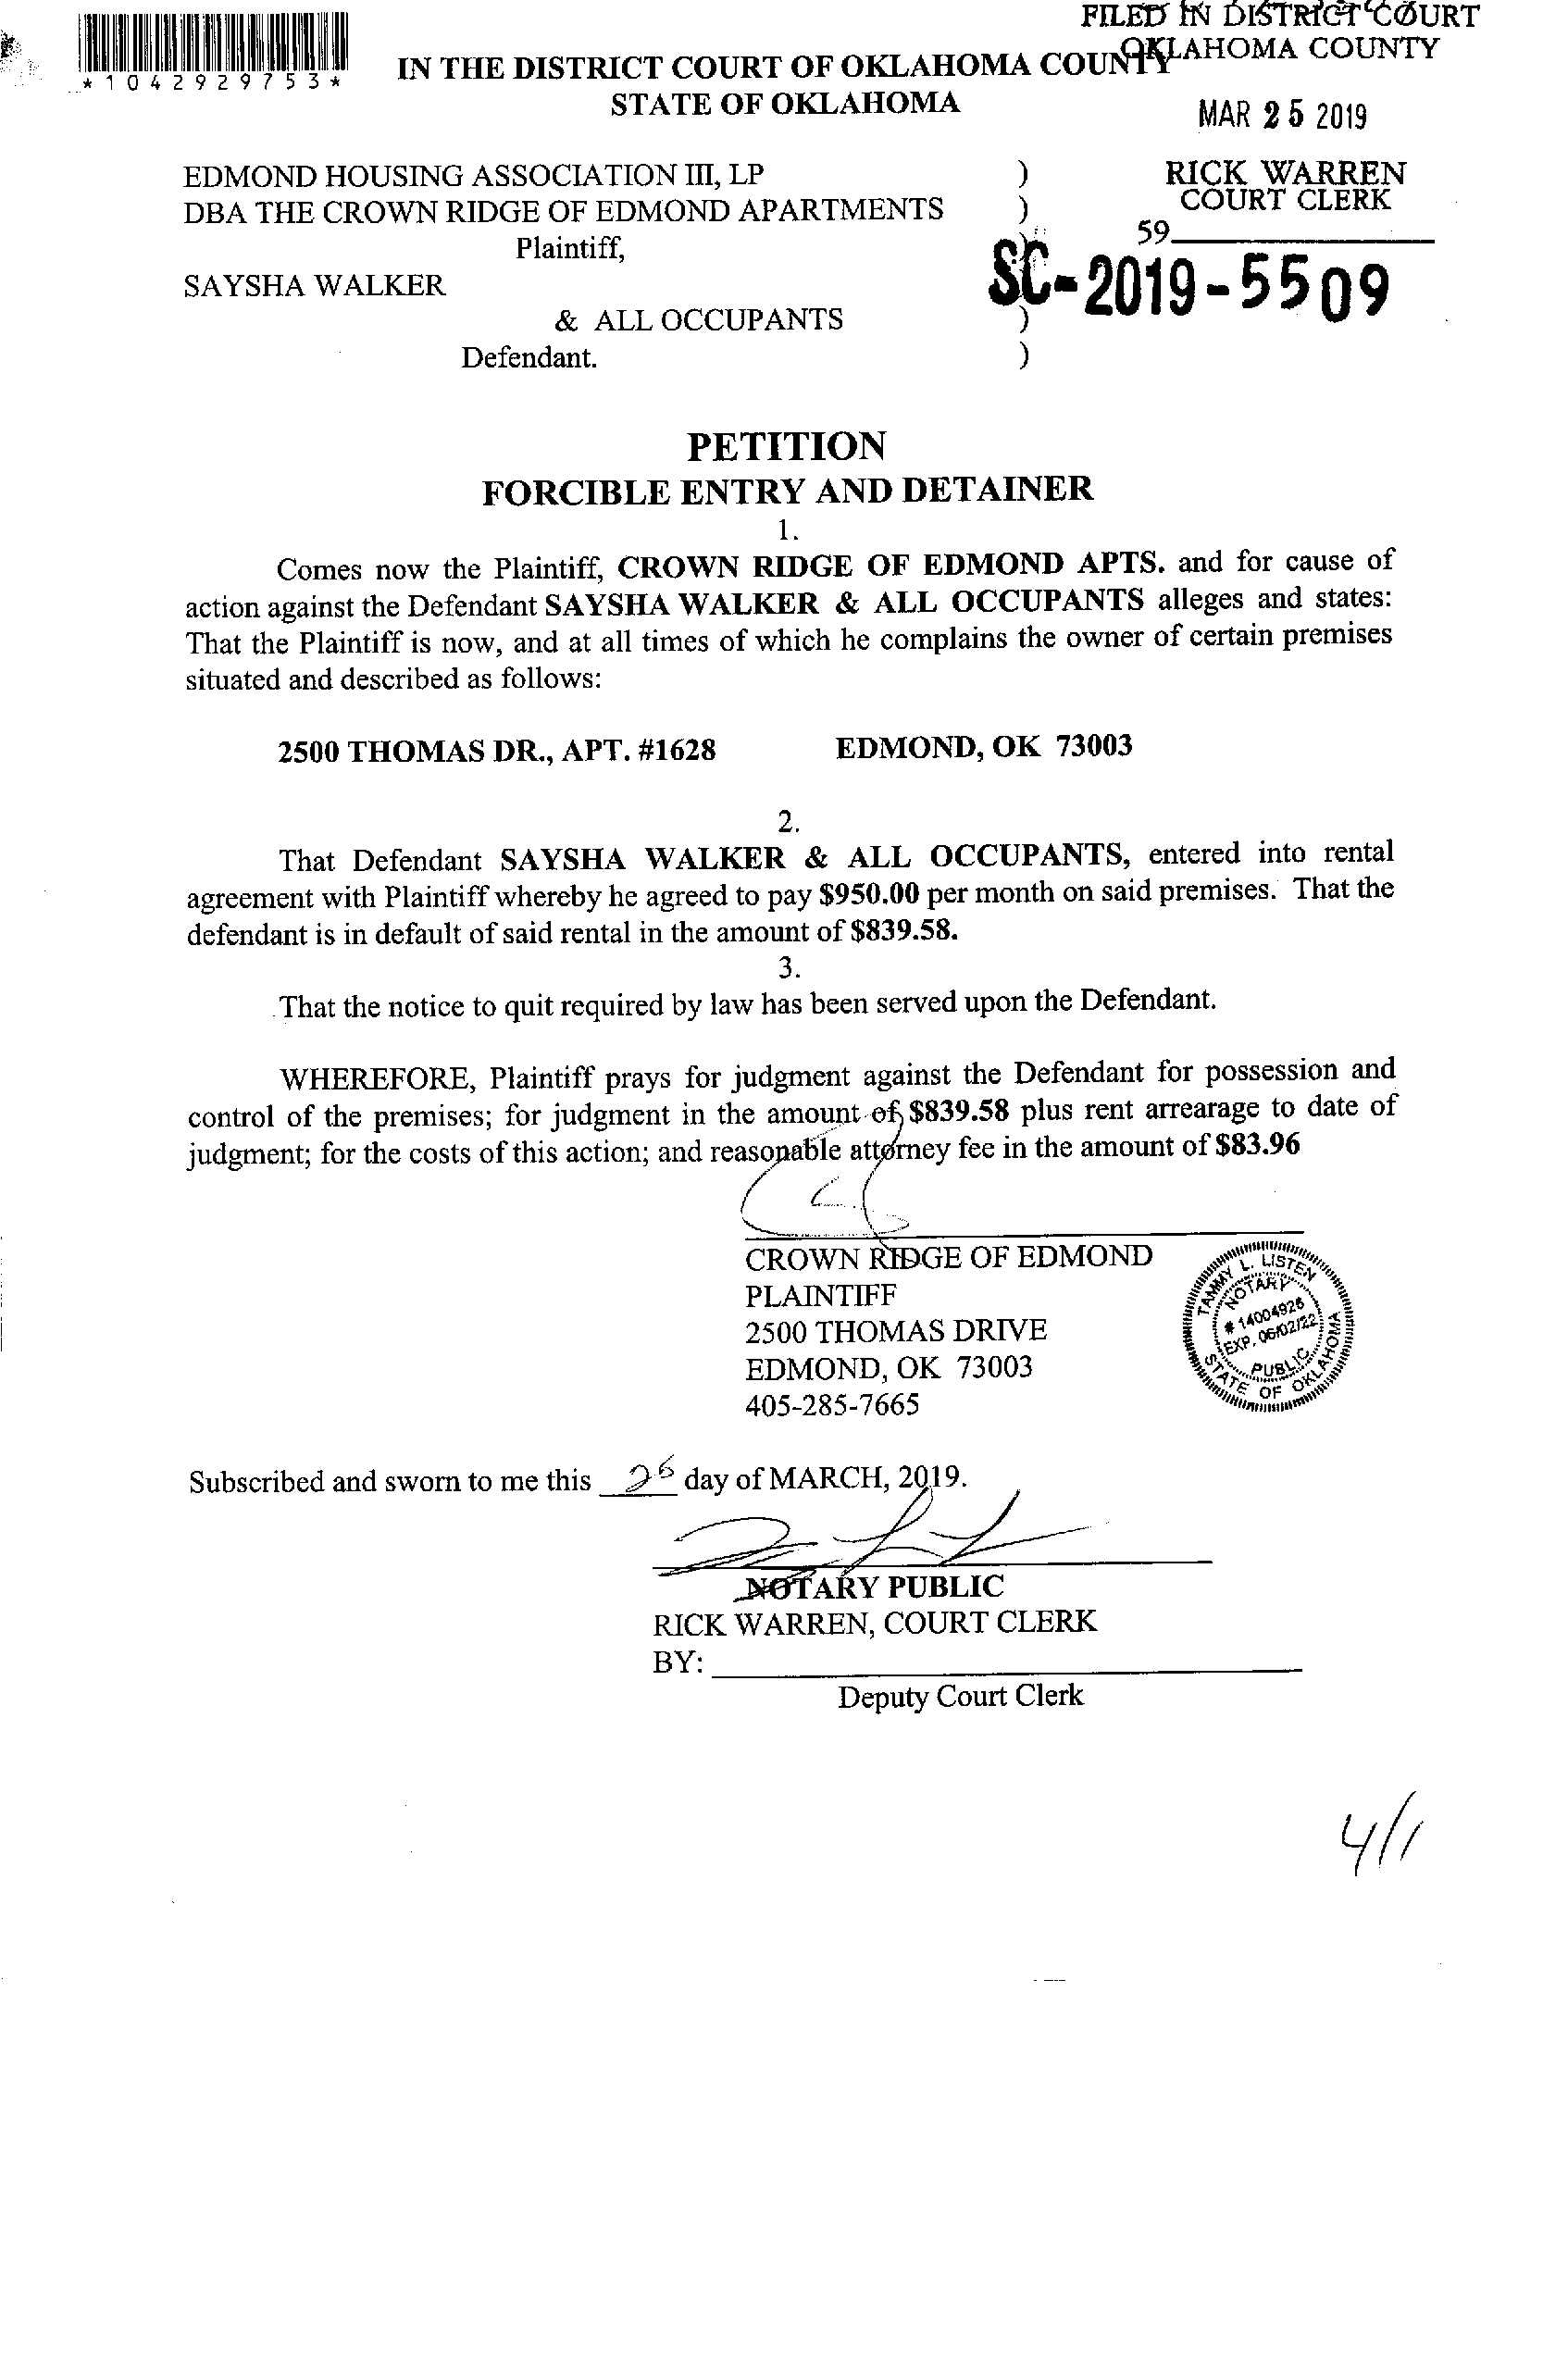 *1042929753*
FILED IN DISTRICT COURT
OKLAHOMA COUNTY
IN THE DISTRICT COURT OF OKLAHOMA COUNTY
STATE OF OKLAHOMA
MAR 25 2019
EDMOND HOUSING ASSOCIATION III, LP )
DBA THE CROWN RIDGE OF EDMOND APARTMENTS )
Plaintiff, )
RICK WARREN
COURT CLERK
59
SAYSHA WALKER
SC-2019-5509
& ALL OCCUPANTS )
Defendant. )
PETITION
FORCIBLE ENTRY AND DETAINER
1.
Comes now the Plaintiff, CROWN RIDGE OF EDMOND APTS. and for cause of
action against the Defendant SAYSHA WALKER & ALL OCCUPANTS alleges and states:
That the Plaintiff is now, and at all times of which he complains the owner of certain premises
situated and described as follows:
2500 THOMAS DR., APT. #1628 EDMOND, OK 73003
2.
That Defendant SAYSHA WALKER & ALL OCCUPANTS, entered into rental
agreement with Plaintiff whereby he agreed to pay $950.00 per month on said premises. That the
defendant is in default of said rental in the amount of $839.58.
3.
That the notice to quit required by law has been served upon the Defendant.
WHEREFORE, Plaintiff prays for judgment against the Defendant for possession and
control of the premises; for judgment in the amount of $839.58 plus rent arrearage to date of
judgment; for the costs of this action; and reasonable attorney fee in the amount of $83.96
CROWN RIDGE OF EDMOND
PLAINTIFF
2500 THOMAS DRIVE
EDMOND, OK 73003
405-285-7665
TAMMY L. LISTEN
NOTARY
# 14004926
EXP. 06/02/22
PUBLIC
STATE OF OKLAHOMA
Subscribed and sworn to me this 26 day of MARCH, 2019.
NOTARY PUBLIC
RICK WARREN, COURT CLERK
BY:
Deputy Court Clerk
4/1